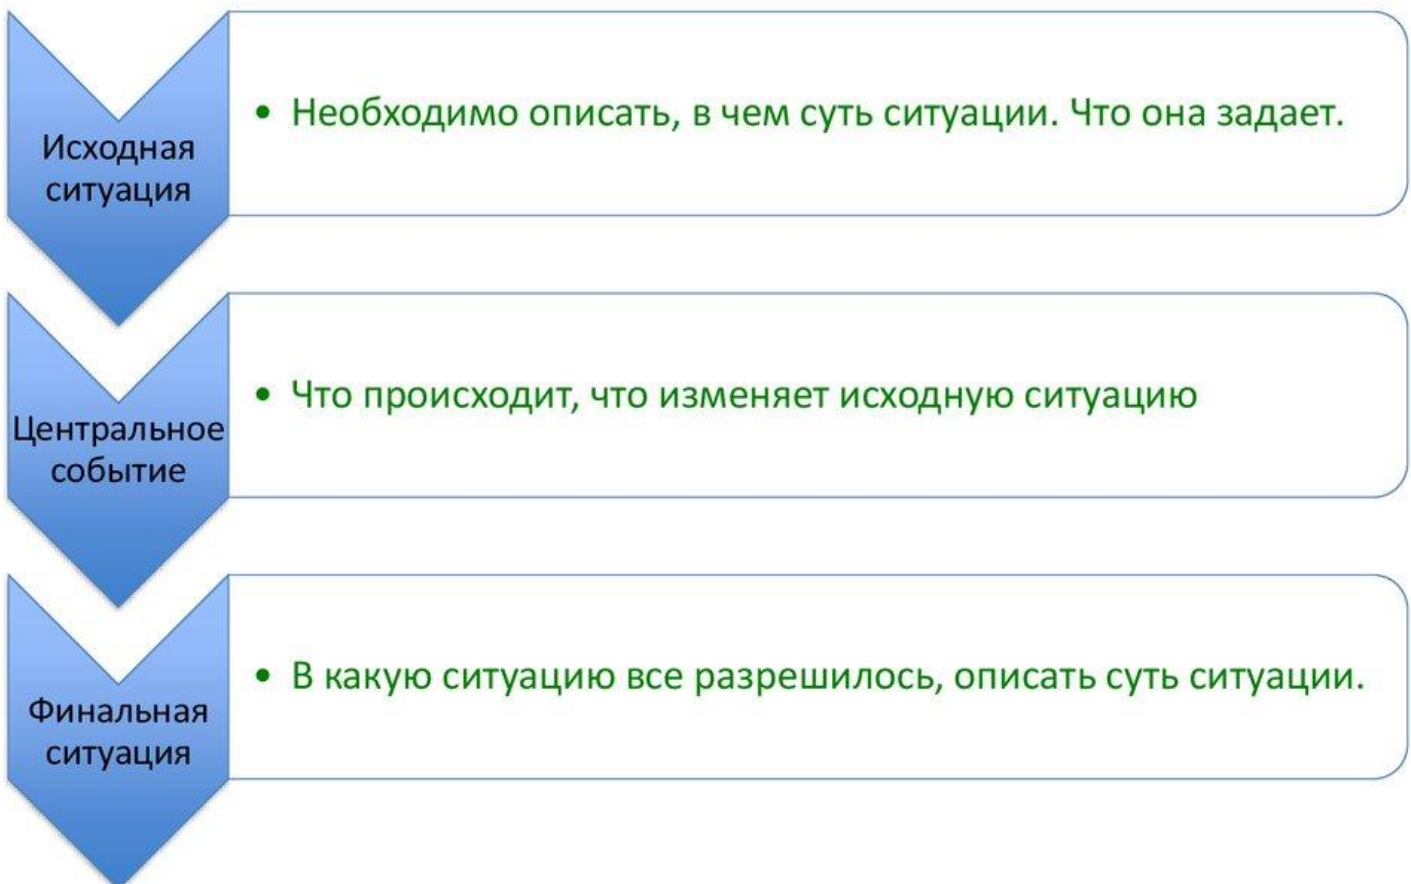 Исходная
ситуация
• Необходимо описать, в чем суть ситуации. Что она задает.
Центральное
событие
• Что происходит, что изменяет исходную ситуацию
Финальная
ситуация
• В какую ситуацию все разрешилось, описать суть ситуации.